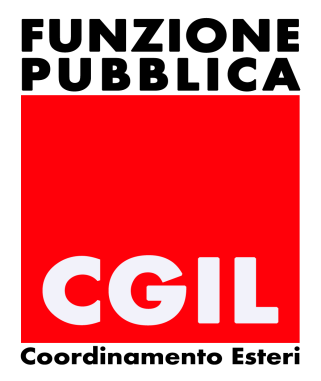 FUNZIONE
PUBBLICA
CGIL
Coordinamento Esteri